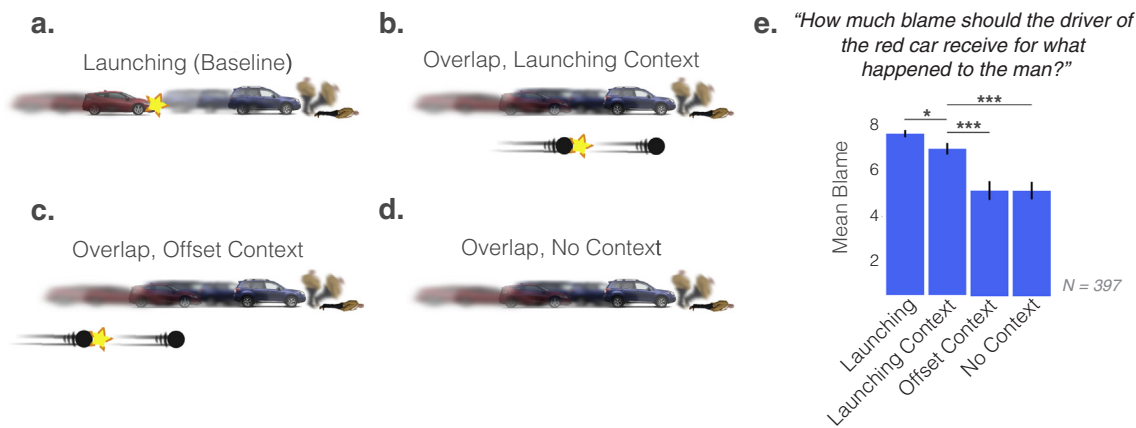 a.
Launching (Baseline)
b.
Overlap, Launching Context
c.
Overlap, Offset Context
d.
Overlap, No Context
e.
"How much blame should the driver of
the red car receive for what
happened to the man?"
*
***
***
Mean Blame
8
6
4
2
Launching
Launching Context
Offset Context
No Context
N = 397